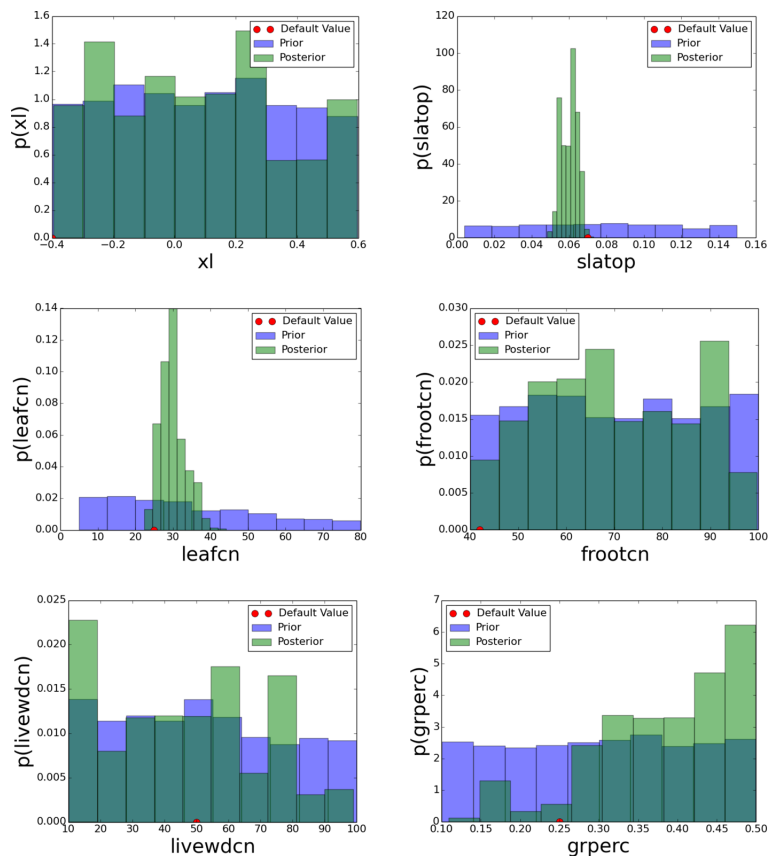 1.6
1.4
1.2
1.0
0.8
0.6
0.4
0.2
0.0
p(xl)
−0.4 −0.2 0.0 0.2 0.4 0.6
xl
Default Value
Prior
Posterior
120
100
80
60
40
20
0
p(slatop)
0.00 0.02 0.04 0.06 0.08 0.10 0.12 0.14 0.16
slatop
Default Value
Prior
Posterior
0.14
0.12
0.10
0.08
0.06
0.04
0.02
0.00
p(leafcn)
0 10 20 30 40 50 60 70 80
leafcn
Default Value
Prior
Posterior
0.030
0.025
0.020
0.015
0.010
0.005
0.000
p(frootcn)
40 50 60 70 80 90 100
frootcn
Default Value
Prior
Posterior
0.025
0.020
0.015
0.010
0.005
0.000
p(livewdcn)
10 20 30 40 50 60 70 80 90 100
livewdcn
Default Value
Prior
Posterior
7
6
5
4
3
2
1
0
p(grperc)
0.10 0.15 0.20 0.25 0.30 0.35 0.40 0.45 0.50
grperc
Default Value
Prior
Posterior